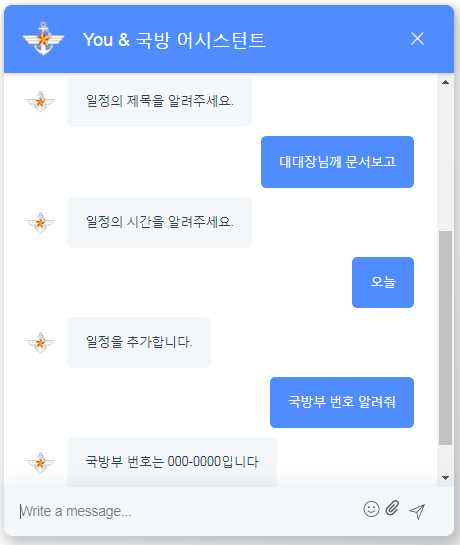 You & 국방 어시스턴트
일정의 제목을 알려주세요.
대대장님께 문서보고
일정의 시간을 알려주세요.
오늘
일정을 추가합니다.
국방부 번호 알려줘
국방부 번호는 000-0000입니다
Write a message...